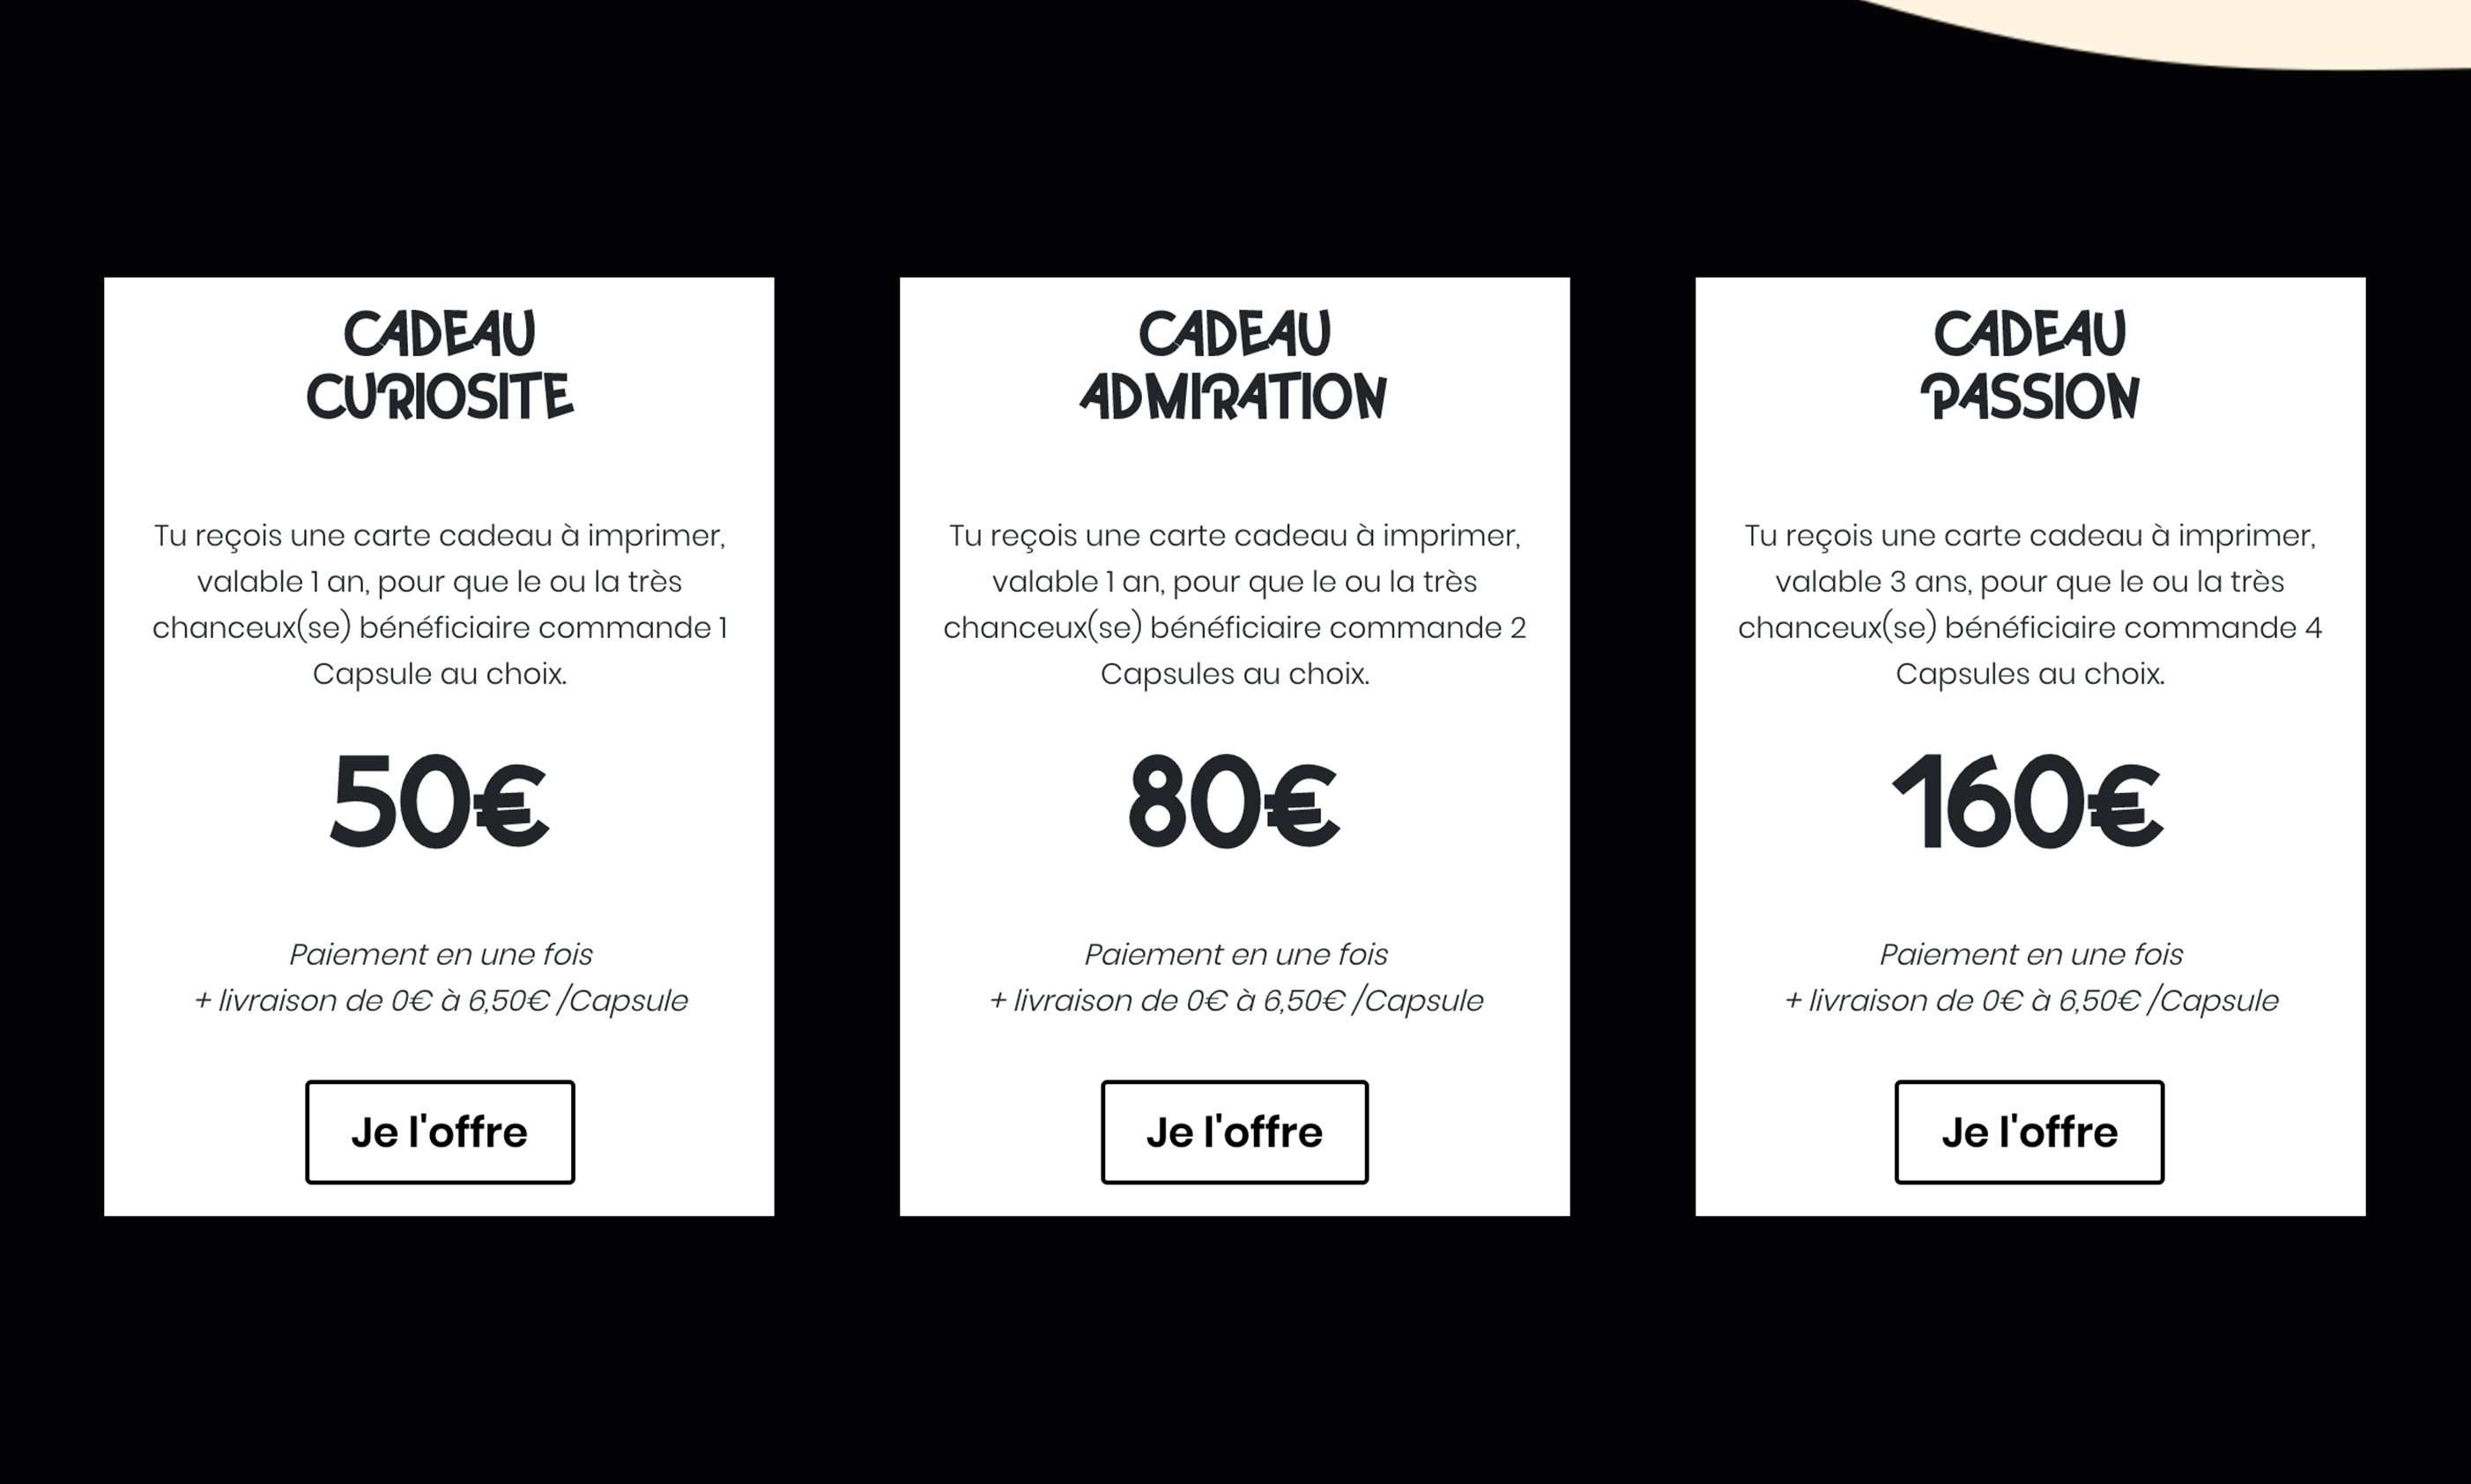 CADEAU
CURIOSITE
Tu reçois une carte cadeau à imprimer,
valable 1 an, pour que le ou la très
chanceux(se) bénéficiaire commande 1
Capsule au choix.
50€
Paiement en une fois
+ livraison de 0€ à 6,50€ /Capsule
Je l'offre
CADEAU
ADMIRATION
Tu reçois une carte cadeau à imprimer,
valable 1 an, pour que le ou la très
chanceux(se) bénéficiaire commande 2
Capsules au choix.
80€
Paiement en une fois
+ livraison de 0€ à 6,50€ /Capsule
Je l'offre
CADEAU
PASSION
Tu reçois une carte cadeau à imprimer,
valable 3 ans, pour que le ou la très
chanceux(se) bénéficiaire commande 4
Capsules au choix.
160€
Paiement en une fois
+ livraison de 0€ à 6,50€ /Capsule
Je l'offre